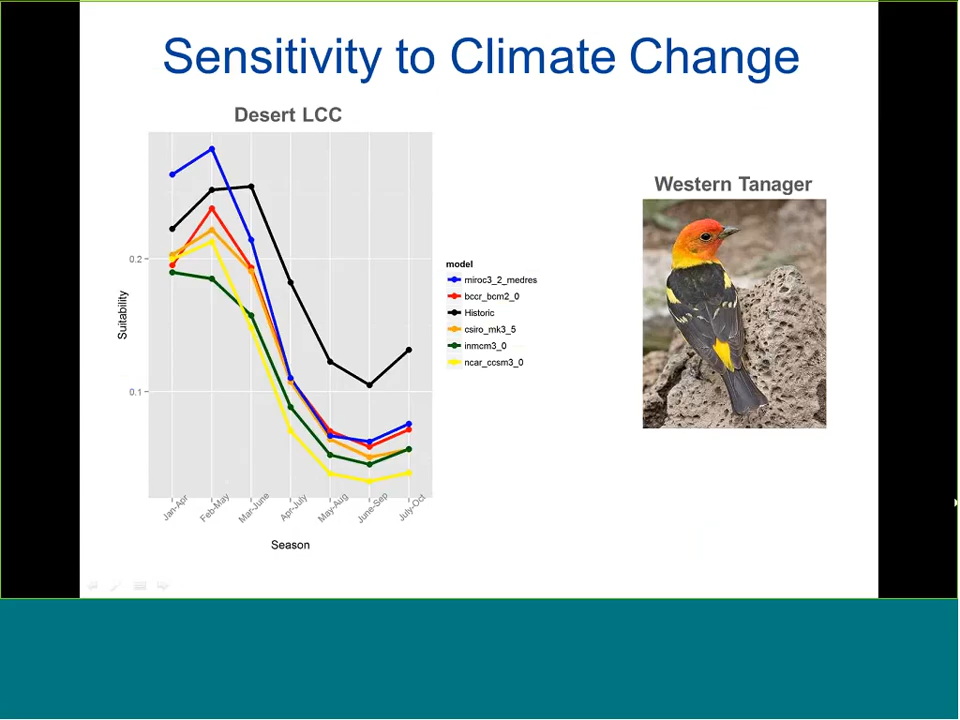 Sensitivity to Climate Change
Desert LCC
Western Tanager
0.2
0.1
Suitability
model
miroc3_2_medres
bccr_bcm2_0
Historic
csiro_mk3_5
inmcm3_0
ncar_ccsm3_0
Jan-Apr
Feb-May
Mar-June
Apr-July
May-Aug
June-Sep
July-Oct
Season